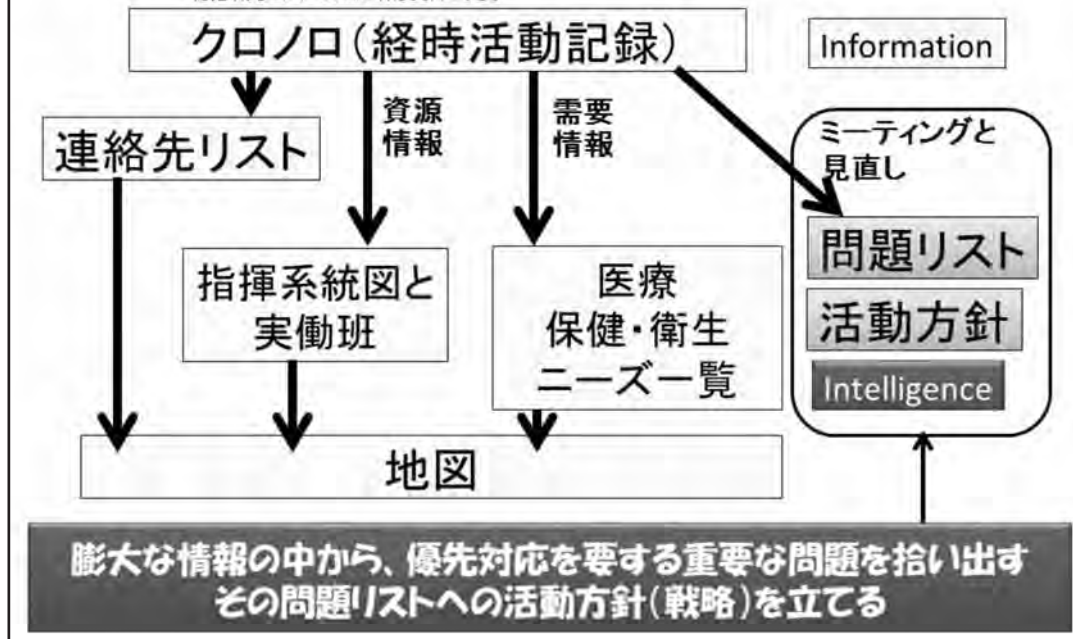 クロノロ(経時活動記録)
Information
連絡先リスト
資源
情報
需要
情報
ミーティングと
見直し
問題リスト
活動方針
Intelligence
指揮系統図と
実働班
医療
保健・衛生
ニーズ一覧
地図
膨大な情報の中から、優先対応を要する重要な問題を拾い出す
その問題リストへの活動方針(戦略)を立てる